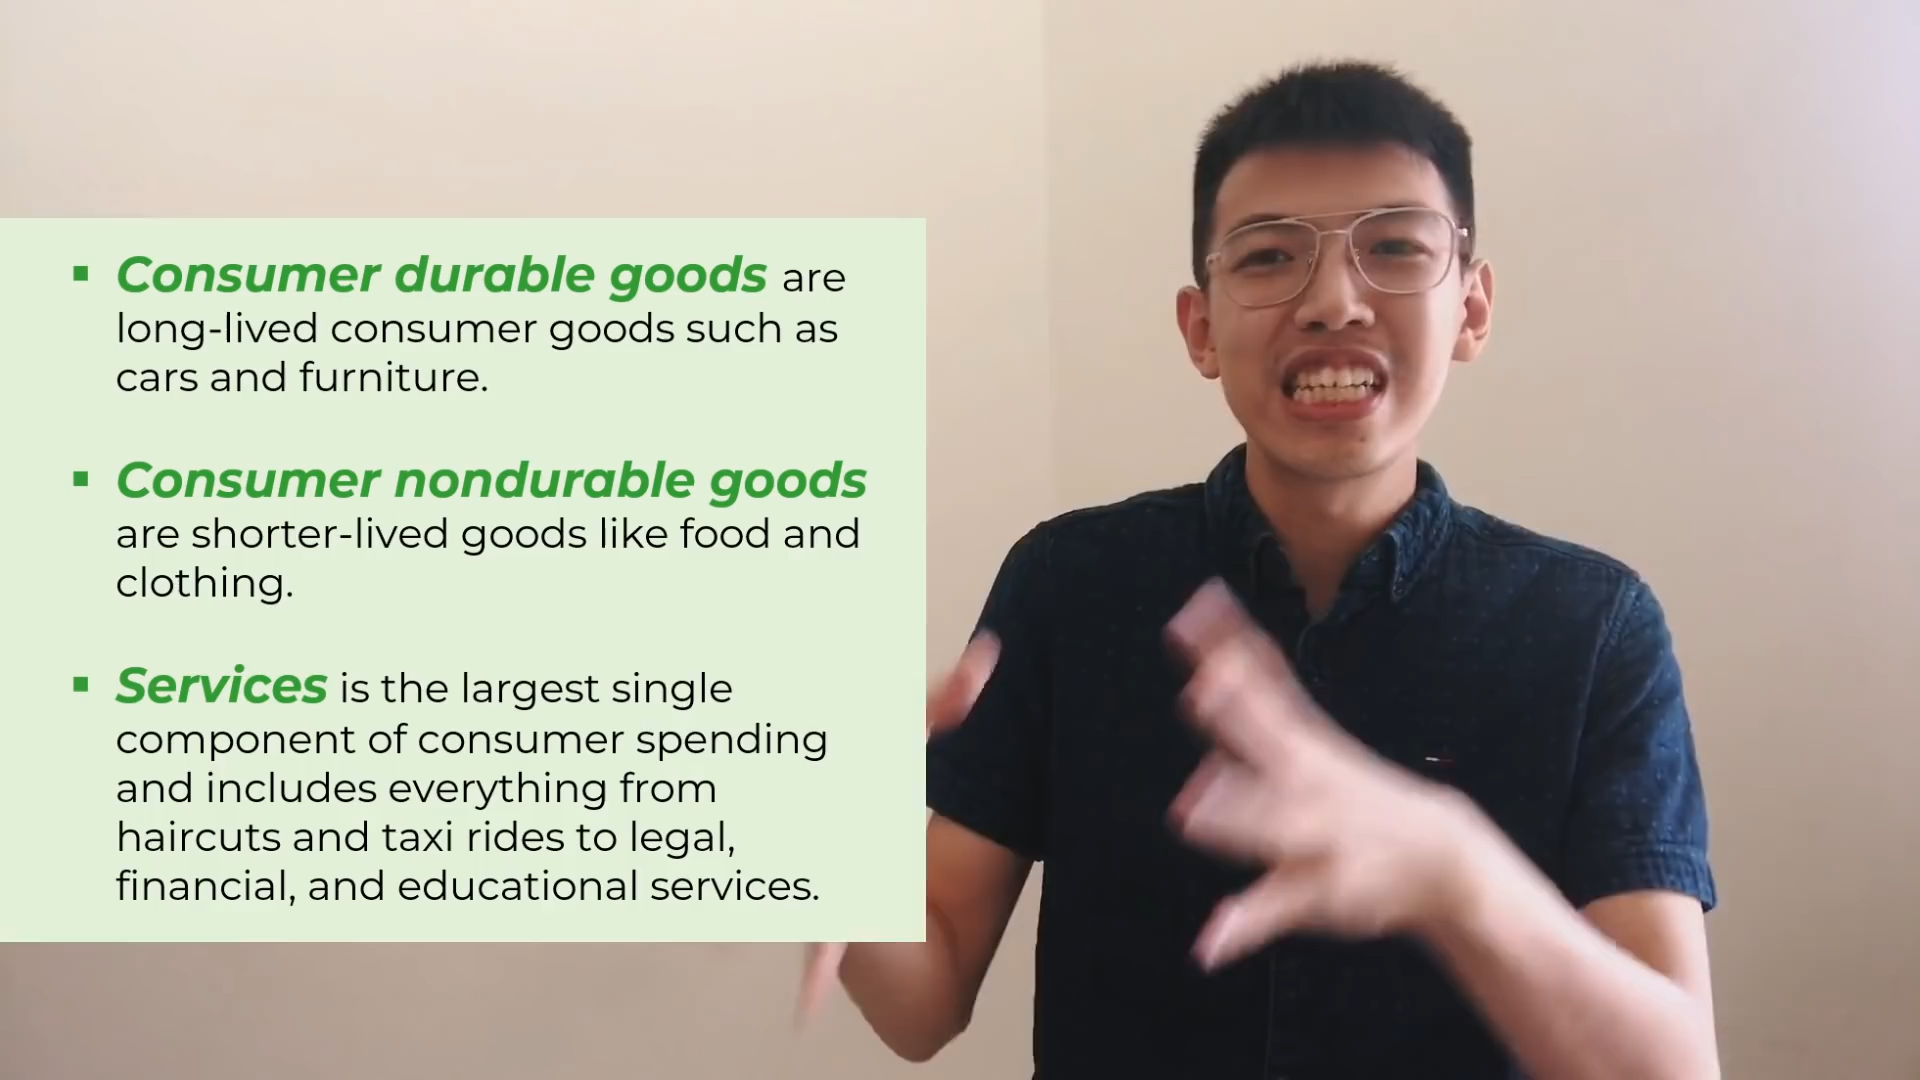 ▪ Consumer durable goods are
long-lived consumer goods such as
cars and furniture.
▪ Consumer nondurable goods
are shorter-lived goods like food and
clothing.
▪ Services is the largest single
component of consumer spending
and includes everything from
haircuts and taxi rides to legal,
financial, and educational services.